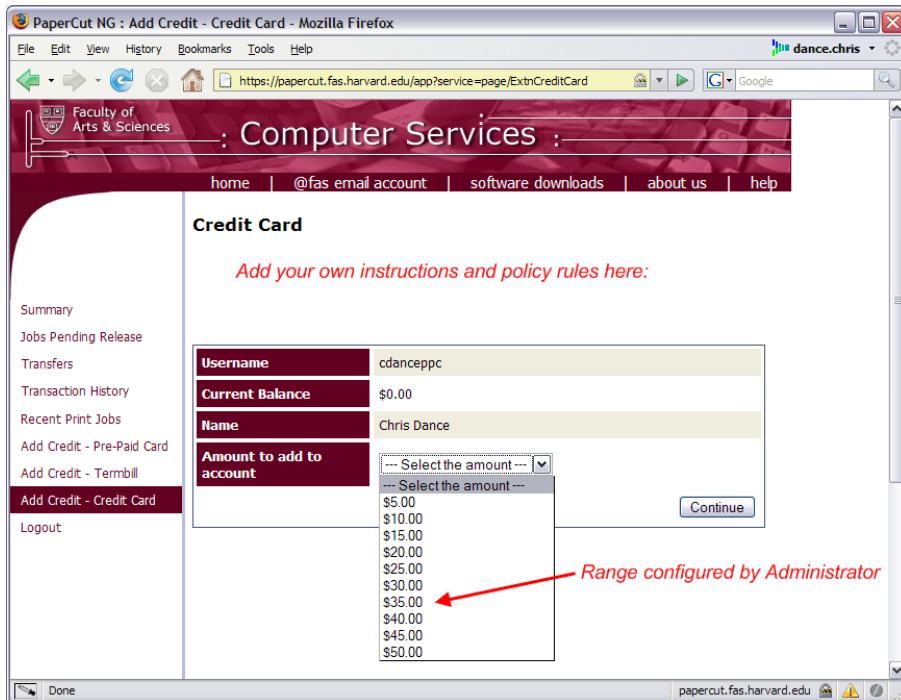 PaperCut NG : Add Credit - Credit Card - Mozilla Firefox
File Edit View History Bookmarks Tools Help
dance.chris
https://papercut.fas.harvard.edu/app?service=page/ExtnCreditCard
G Google
Faculty of
Arts & Sciences
: Computer Services :
home | @fas email account | software downloads | about us | help
Credit Card
Add your own instructions and policy rules here:
Summary
Jobs Pending Release
Transfers
Transaction History
Recent Print Jobs
Add Credit - Pre-Paid Card
Add Credit - Termbill
Add Credit - Credit Card
Logout
Username cdanceppc
Current Balance $0.00
Name Chris Dance
Amount to add to
account
--- Select the amount ---
--- Select the amount ---
$5.00
$10.00
$15.00
$20.00
$25.00
$30.00
$35.00
$40.00
$45.00
$50.00
Continue
Range configured by Administrator
Done
papercut.fas.harvard.edu